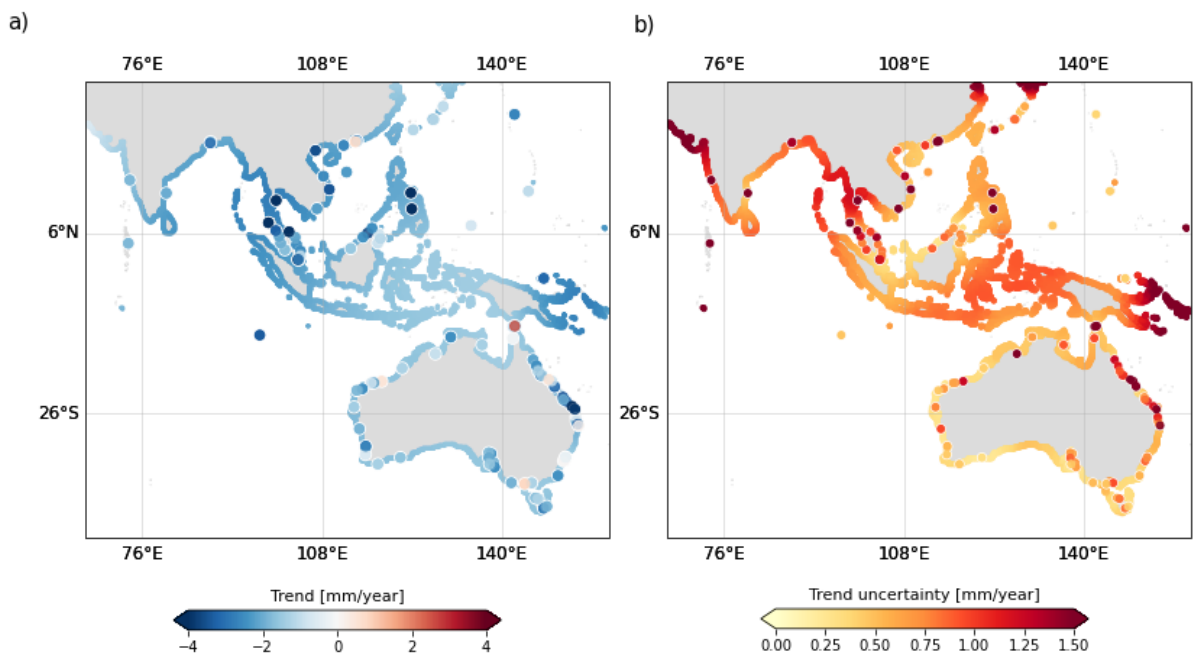 a)
b)
76°E 108°E 140°E
76°E 108°E 140°E
6°N
26°S
76°E 108°E 140°E
76°E 108°E 140°E
Trend [mm/year]
−4 −2 0 2 4
Trend uncertainty [mm/year]
0.00 0.25 0.50 0.75 1.00 1.25 1.50